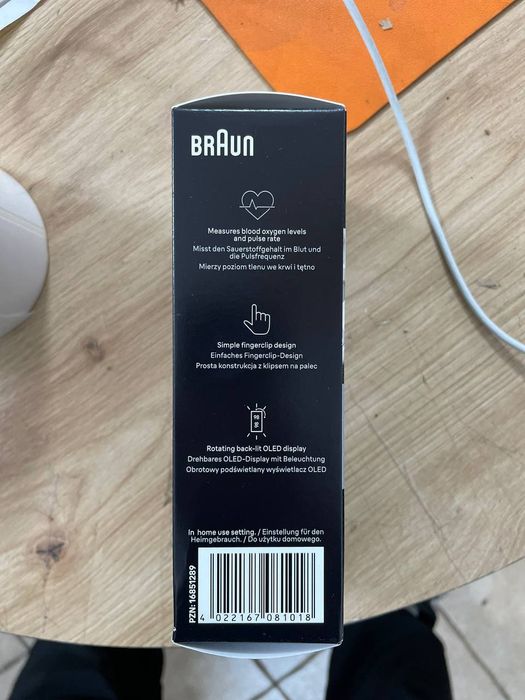 BRAUN
Measures blood oxygen levels
and pulse rate
Misst den Sauerstoffgehalt im Blut und
die Pulsfrequenz
Mierzy poziom tlenu we krwi i tętno
Simple fingerclip design
Einfaches Fingerclip-Design
Prosta konstrukcja z klipsem na palec
98
Rotating back-lit OLED display
Drehbares OLED-Display mit Beleuchtung
Obrotowy podświetlany wyświetlacz OLED
In home use setting. / Einstellung für den
Heimgebrauch. / Do użytku domowego.
PZN: 16851289
4 022167 081018